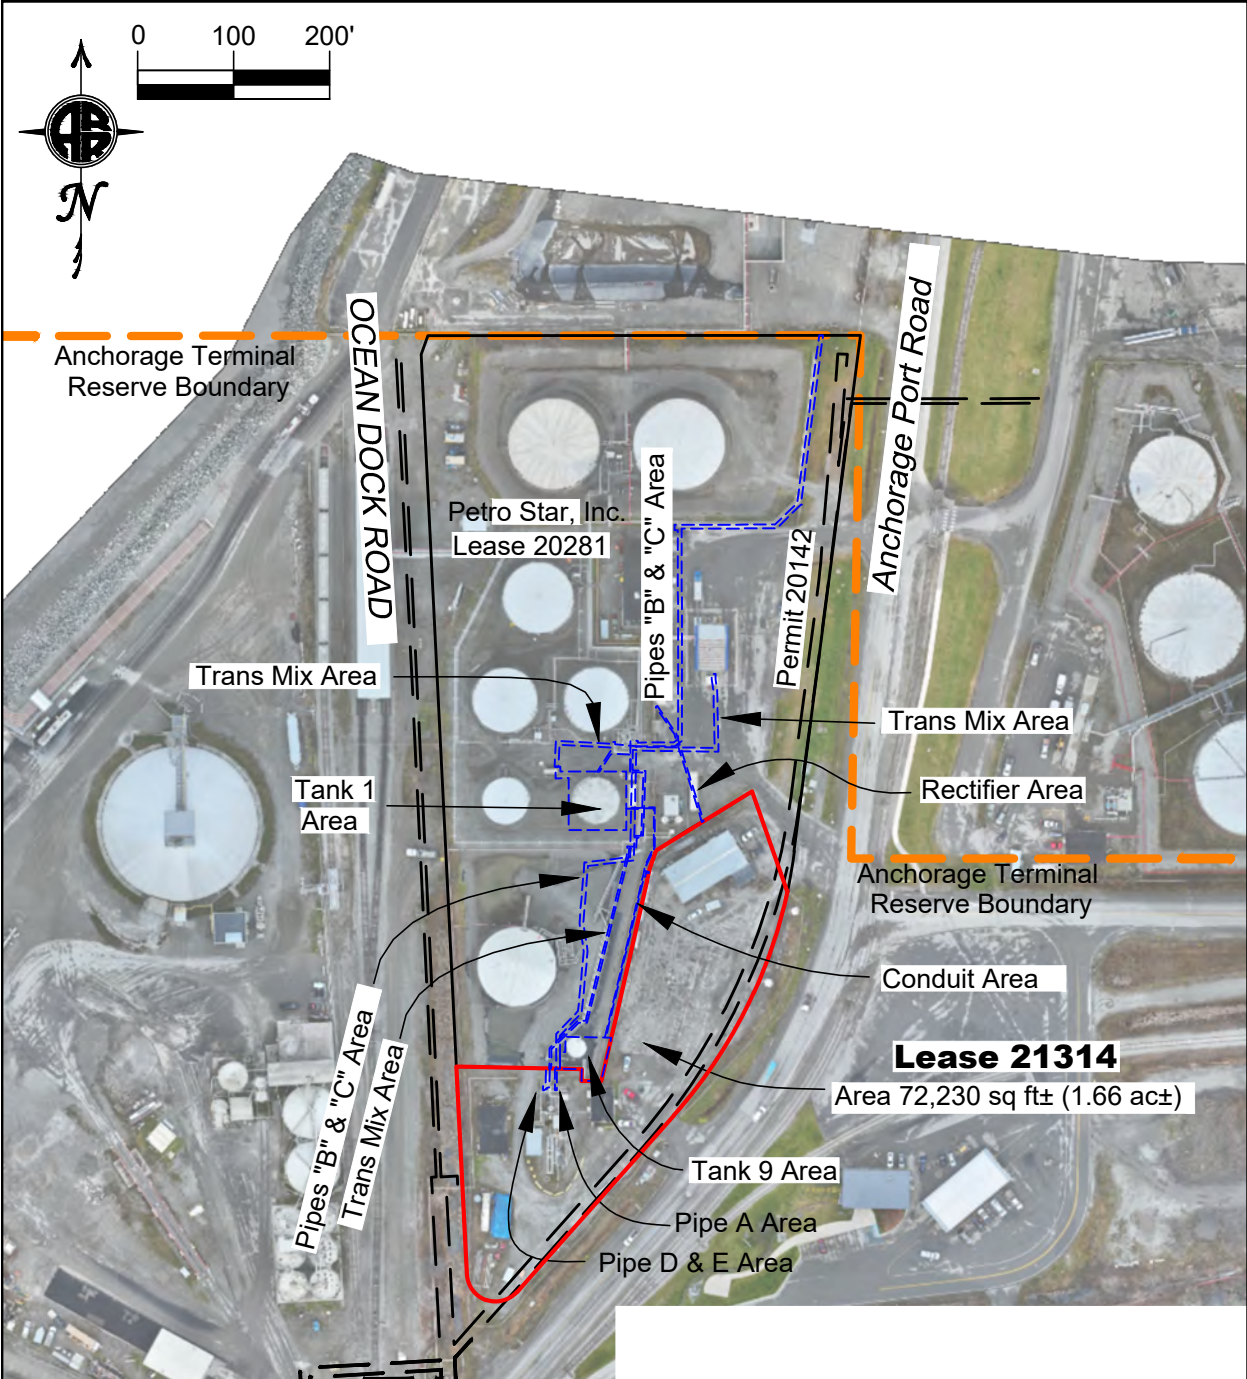 0 100 200'
N
Anchorage Terminal
Reserve Boundary
OCEAN DOCK ROAD
Anchorage Port Road
Petro Star, Inc.
Lease 20281
Pipes "B" & "C" Area
Permit 20142
Trans Mix Area
Trans Mix Area
Tank 1
Area
Rectifier Area
Anchorage Terminal
Reserve Boundary
Conduit Area
Pipes "B" & "C" Area
Trans Mix Area
Lease 21314
Area 72,230 sq ft± (1.66 ac±)
Tank 9 Area
Pipe A Area
Pipe D & E Area